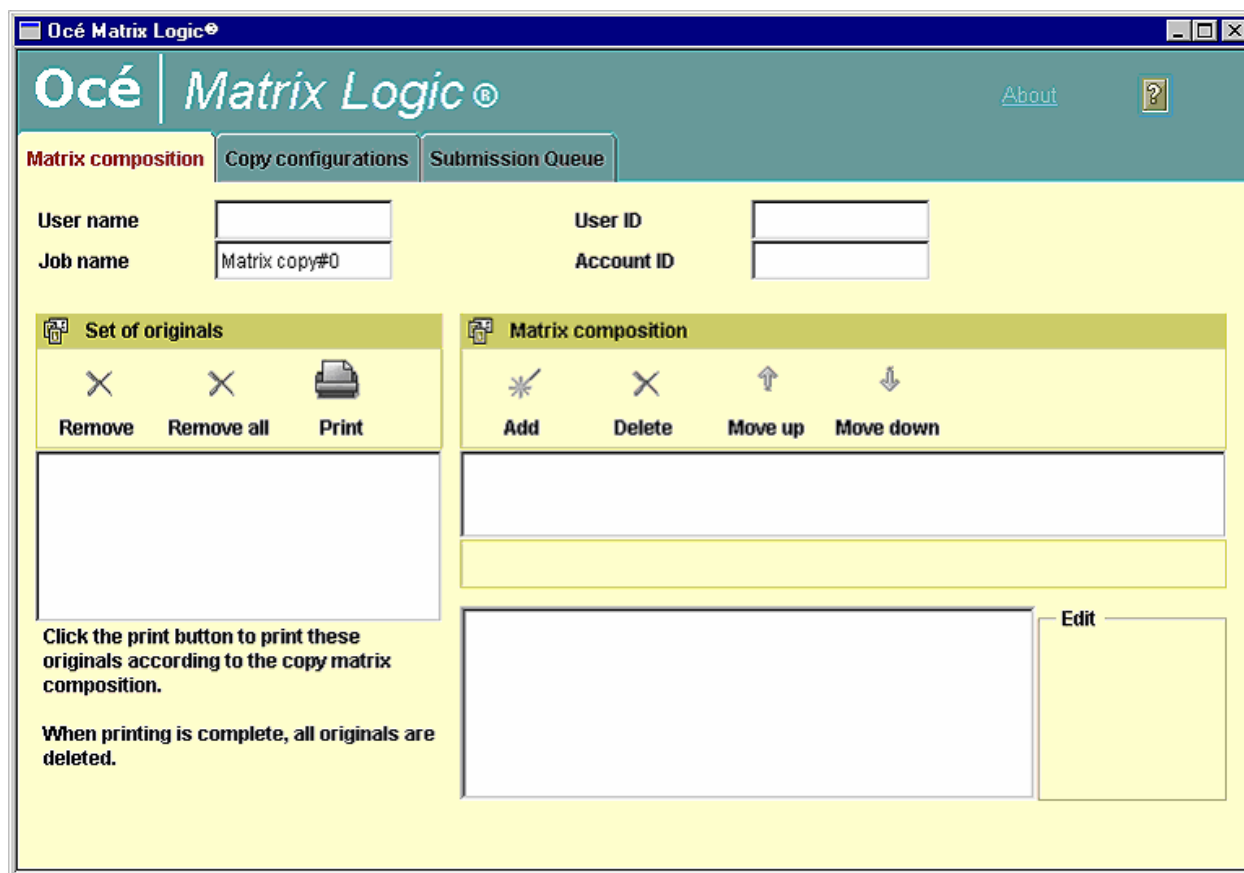 Océ Matrix Logic®
Océ | Matrix Logic ®
About
?
Matrix composition
Copy configurations
Submission Queue
User name
User ID
Job name
Matrix copy#0
Account ID
Set of originals
Matrix composition
Remove
Remove all
Print
Add
Delete
Move up
Move down
Click the print button to print these
originals according to the copy matrix
composition.
When printing is complete, all originals are
deleted.
Edit